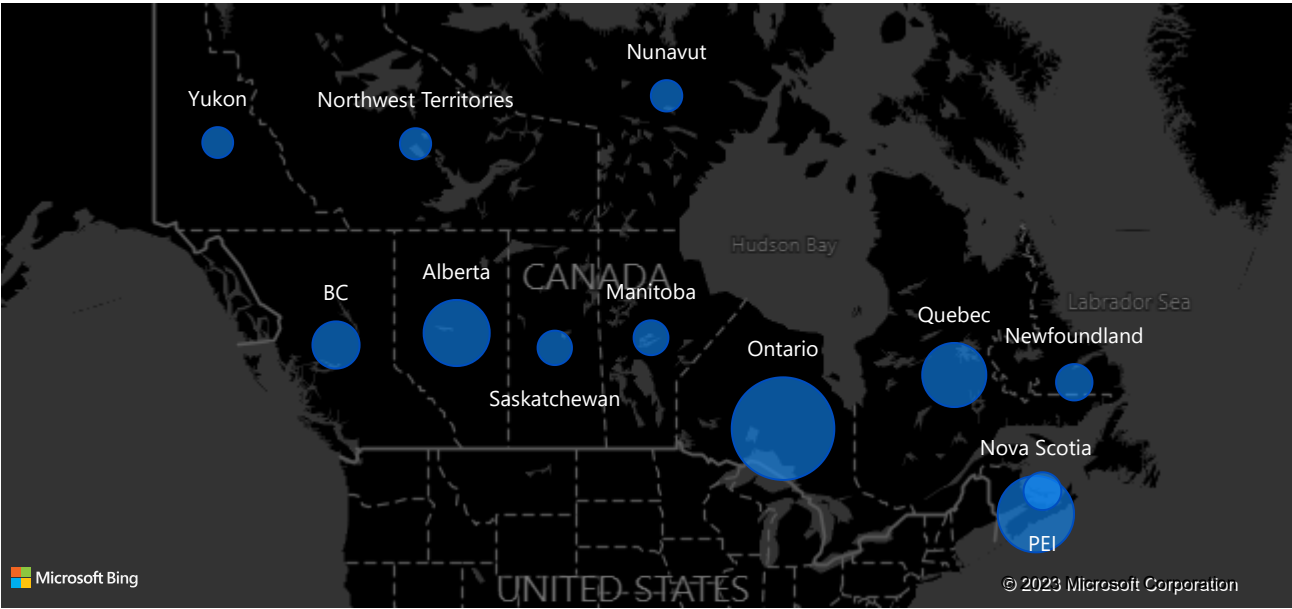 Nunavut
Yukon
Northwest Territories
Hudson Bay
Alberta
CANADA
BC
Manitoba
Labrador Sea
Quebec
Newfoundland
Ontario
Saskatchewan
Nova Scotia
PEI
Microsoft Bing
UNITED STATES
© 2023 Microsoft Corporation